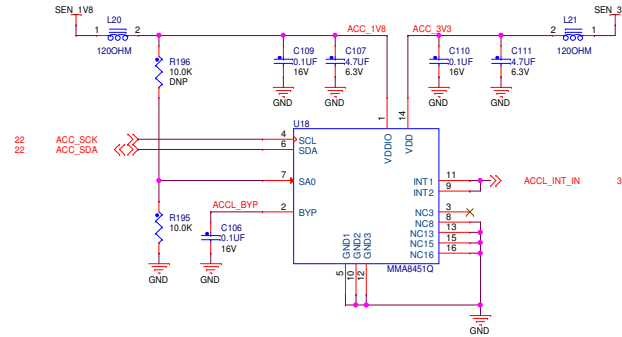 SEN_1V8
SEN_3
L20
L21
1
2
ACC_1V8
ACC_3V3
2
1
120OHM
120OHM
R196
10.0K
DNP
C109
0.1UF
16V
C107
4.7UF
6.3V
C110
0.1UF
16V
C111
4.7UF
6.3V
GND
GND
GND
GND
U18
1
14
VDDIO
VDD
22
ACC_SCK
4
SCL
22
ACC_SDA
6
SDA
7
SA0
INT1
11
INT2
9
ACCL_INT_IN
3
ACCL_BYP
2
BYP
NC3
3
NC8
8
NC13
13
NC15
15
NC16
16
R195
10.0K
C106
0.1UF
16V
GND1
GND2
GND3
MMA8451Q
5
10
12
GND
GND
GND